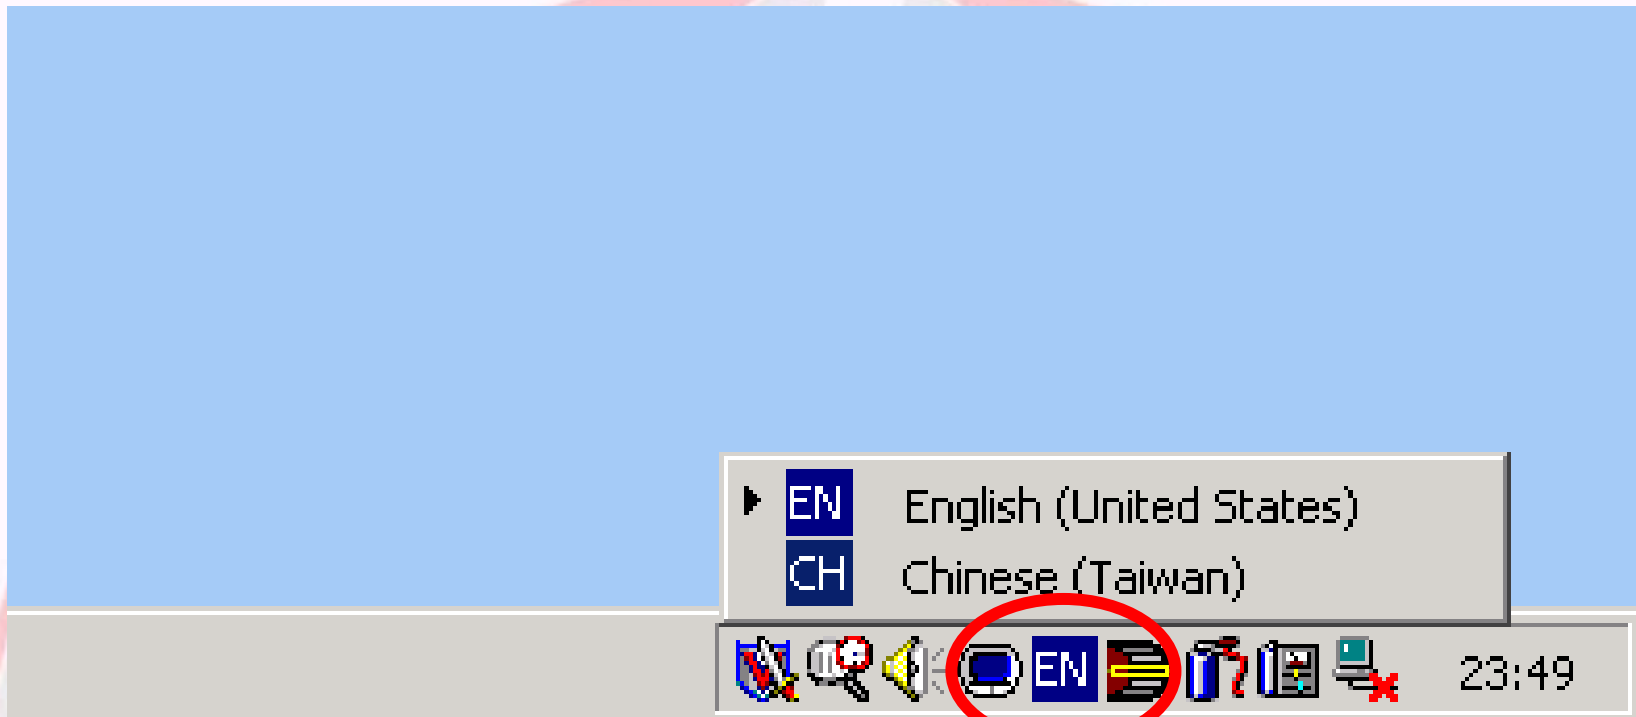 EN English (United States)
CH Chinese (Taiwan)
EN 23:49